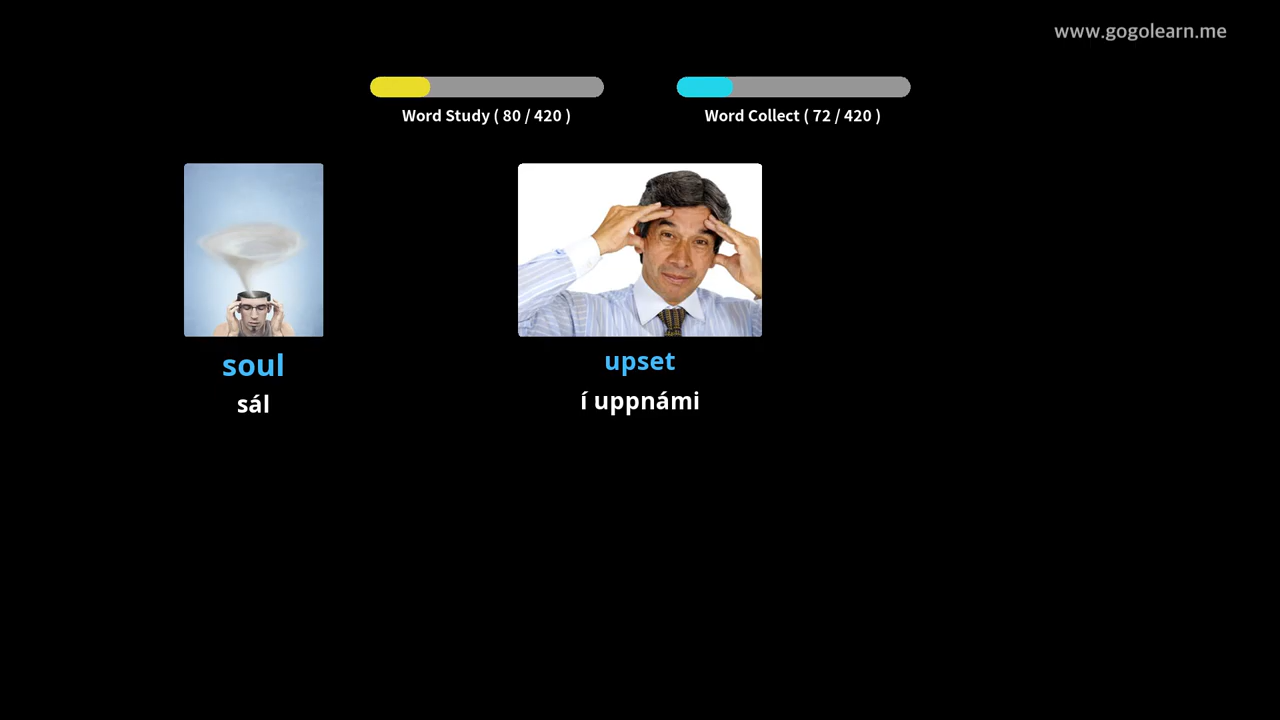 www.gogolearn.me
Word Study ( 80 / 420 )
Word Collect ( 72 / 420 )
soul
sál
upset
í uppnámi